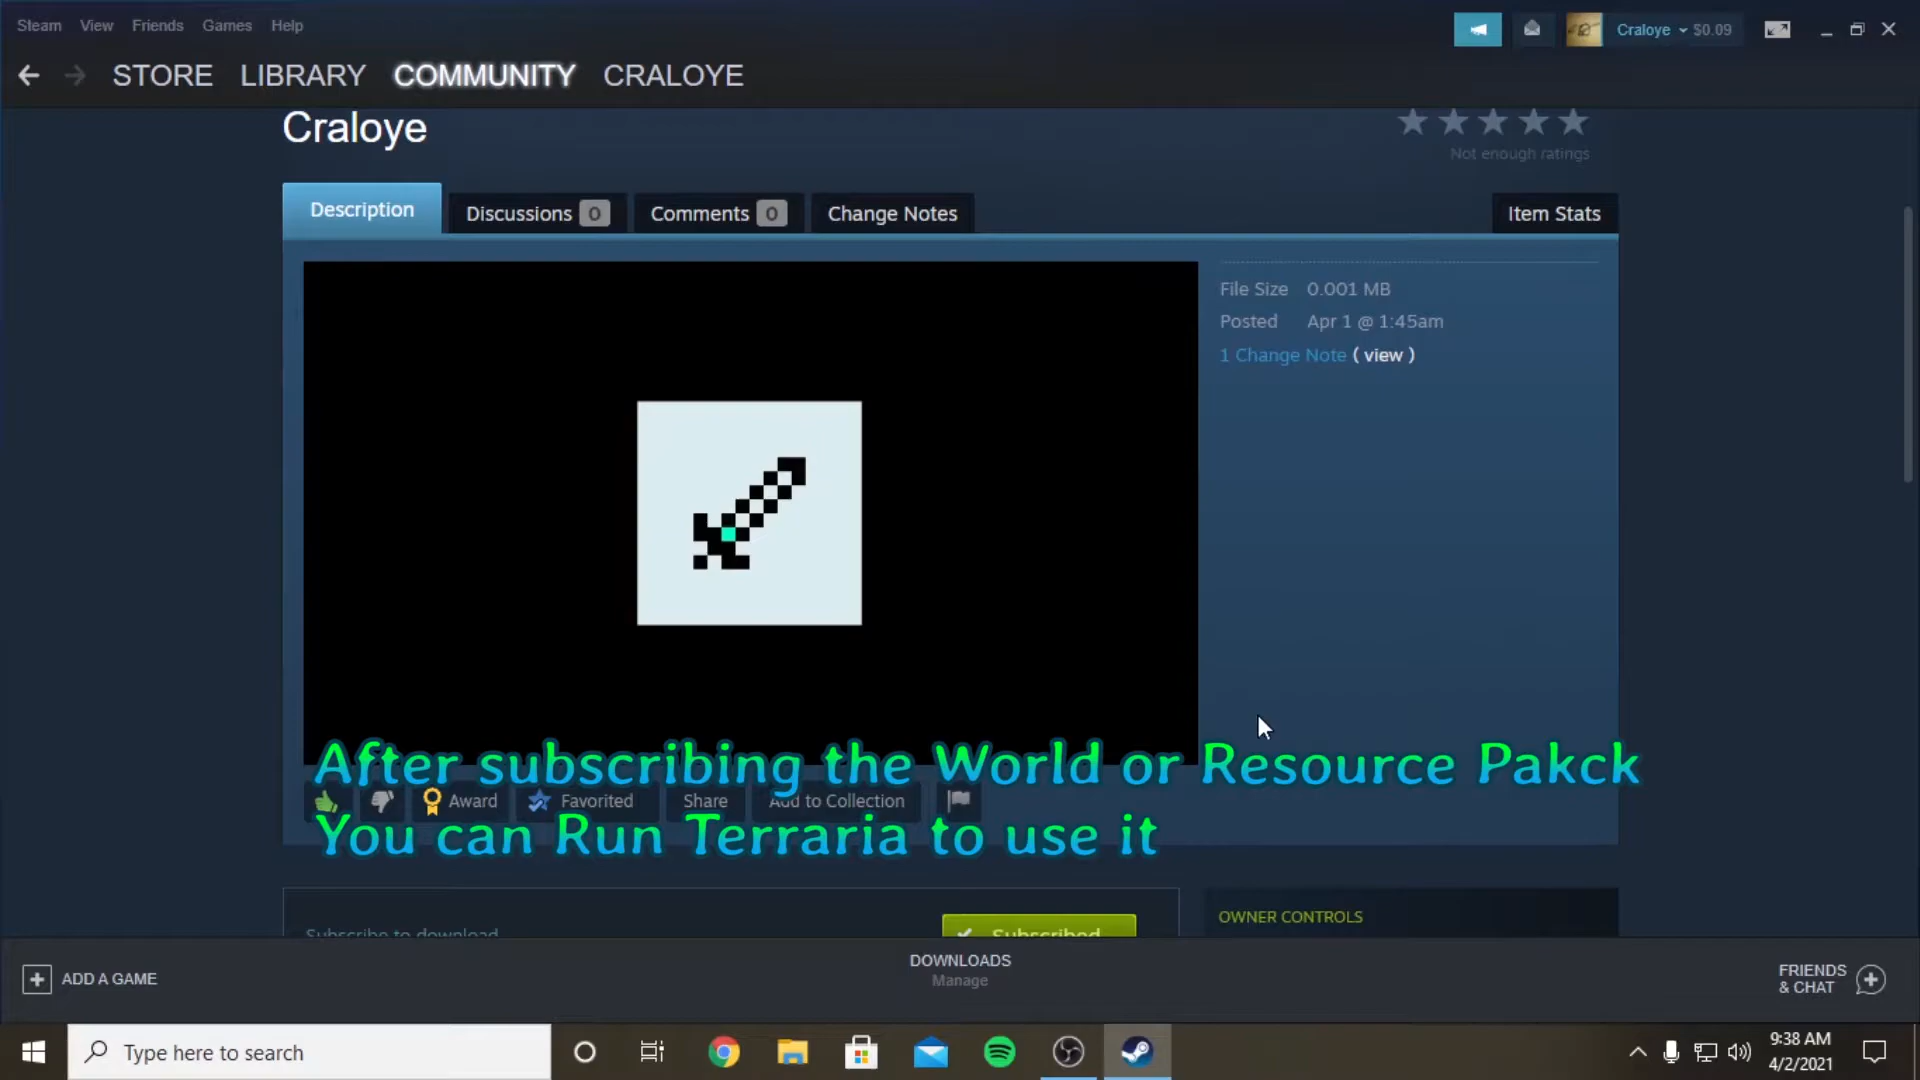 Steam View Friends Games Help
Craloye $0.09
STORE LIBRARY COMMUNITY CRALOYE
Craloye
Not enough ratings
Description Discussions 0 Comments 0 Change Notes Item Stats
File Size 0.001 MB
Posted Apr 1 @ 1:45am
1 Change Note ( view )
After subscribing the World or Resource Pakck
Award Favorited Share Add to Collection
You can Run Terraria to use it
Subscribe to download
Subscribed
OWNER CONTROLS
ADD A GAME
DOWNLOADS
Manage
FRIENDS
& CHAT
Type here to search
9:38 AM
4/2/2021